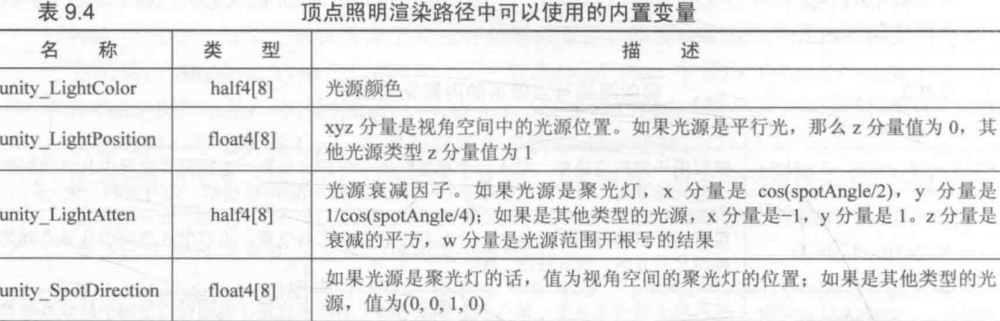 表 9.4 顶点照明渲染路径中可以使用的内置变量
名 称 类 型 描 述
unity_LightColor half4[8] 光源颜色
unity_LightPosition float4[8] xyz 分量是视角空间中的光源位置。如果光源是平行光，那么 z 分量值为 0，其
他光源类型 z 分量值为 1
unity_LightAtten half4[8] 光源衰减因子。如果光源是聚光灯，x 分量是 cos(spotAngle/2)，y 分量是
1/cos(spotAngle/4)；如果是其他类型的光源，x 分量是−1，y 分量是 1。z 分量是
衰减的平方，w 分量是光源范围开根号的结果
unity_SpotDirection float4[8] 如果光源是聚光灯的话，值为视角空间的聚光灯的位置；如果是其他类型的光
源，值为(0, 0, 1, 0)